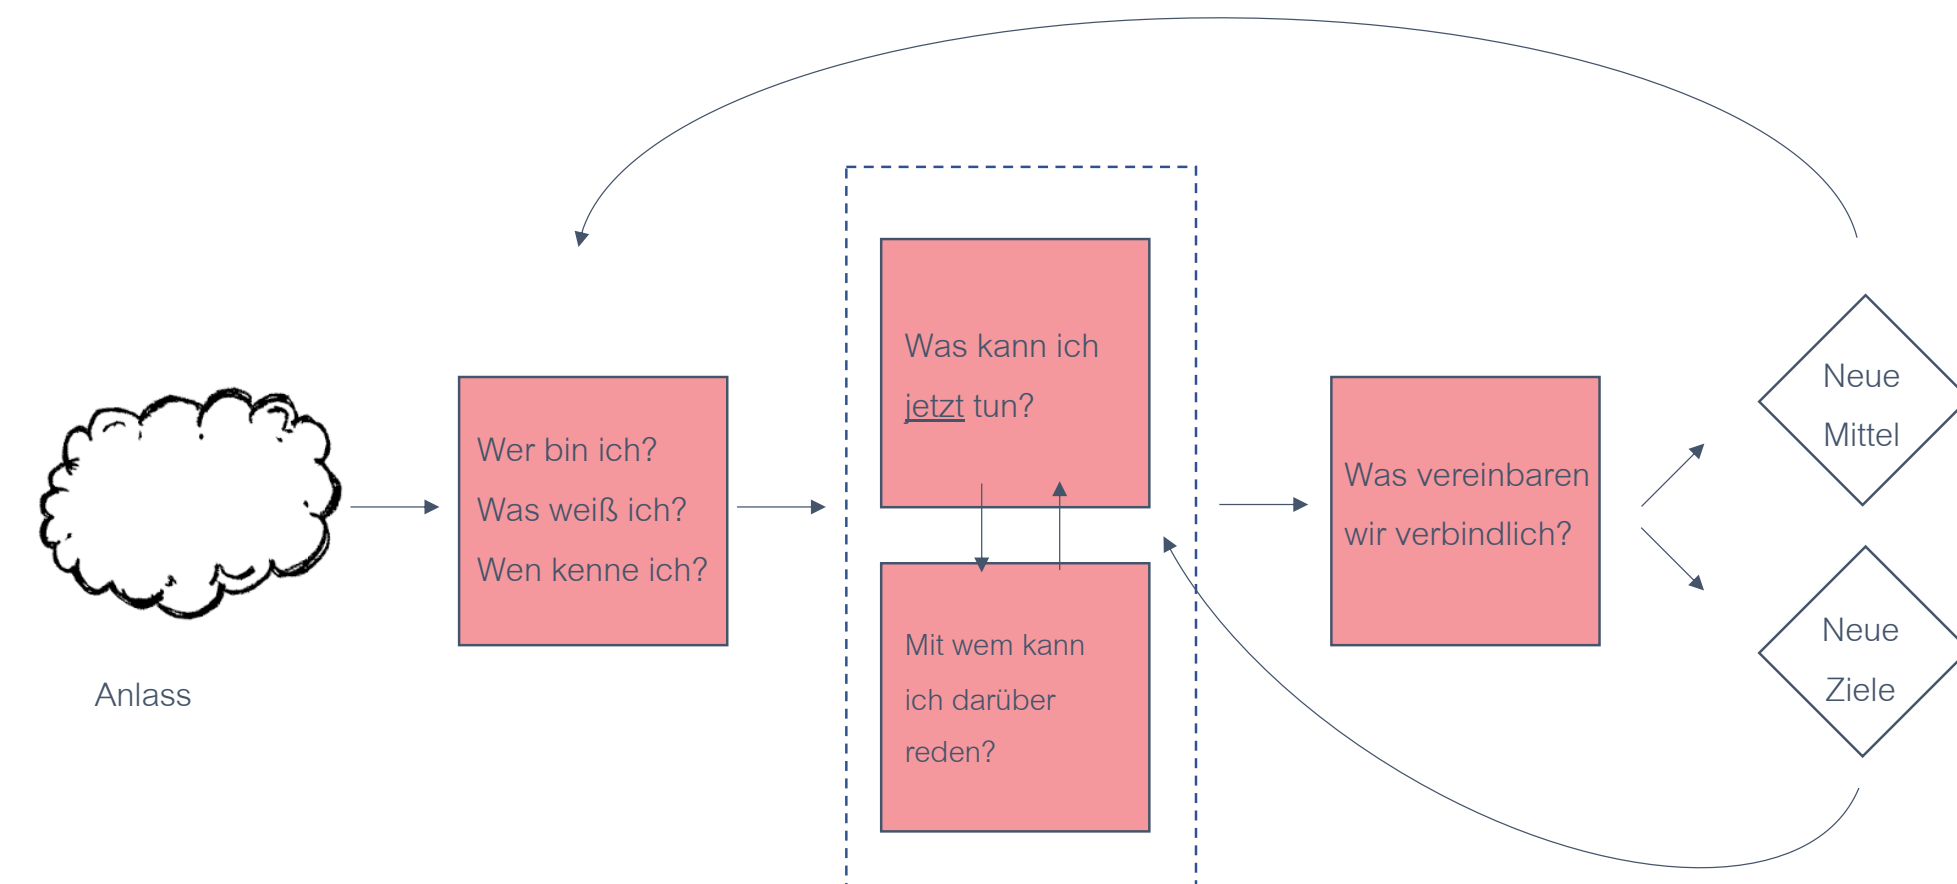 Anlass
Wer bin ich?
Was weiß ich?
Wen kenne ich?
Was kann ich
jetzt tun?
Mit wem kann
ich darüber
reden?
Was vereinbaren
wir verbindlich?
Neue
Mittel
Neue
Ziele